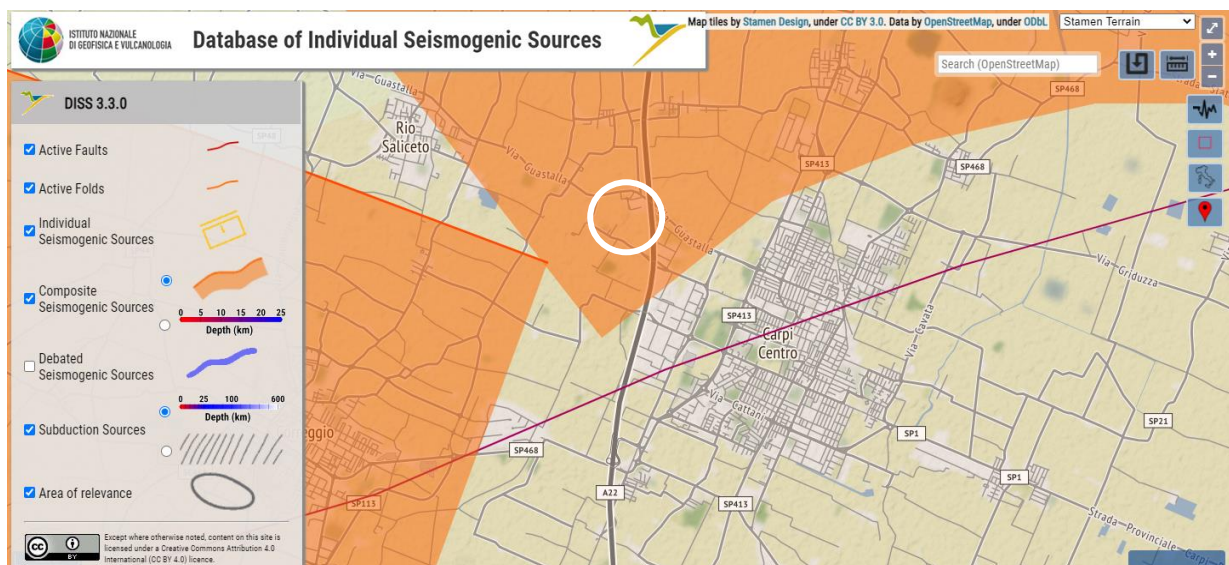 ISTITUTO NAZIONALE
DI GEOFISICA E VULCANOLOGIA
Database of Individual Seismogenic Sources
Map tiles by Stamen Design, under CC BY 3.0. Data by OpenStreetMap, under ODbL
Stamen Terrain
Search (OpenStreetMap)
+
−
DISS 3.3.0
Active Faults
Active Folds
Individual
Seismogenic Sources
Composite
Seismogenic Sources
0 5 10 15 20 25
Depth (km)
Debated
Seismogenic Sources
0 25 100 600
Depth (km)
Subduction Sources
Area of relevance
cc
BY
Except where otherwise noted, content on this site is
licensed under a Creative Commons Attribution 4.0
International (CC BY 4.0) licence.
Via Guastalla
Rio
Saliceto
Via Guastalla
Guastalla
SP413
SP468
SP468
Via Griduzza
SP413
Carpi
Centro
Via Cavata
Via Cattani
SP468
SP1
SP21
SP1
A22
SP413
SP113
eggio
Strada Provinciale Carpi